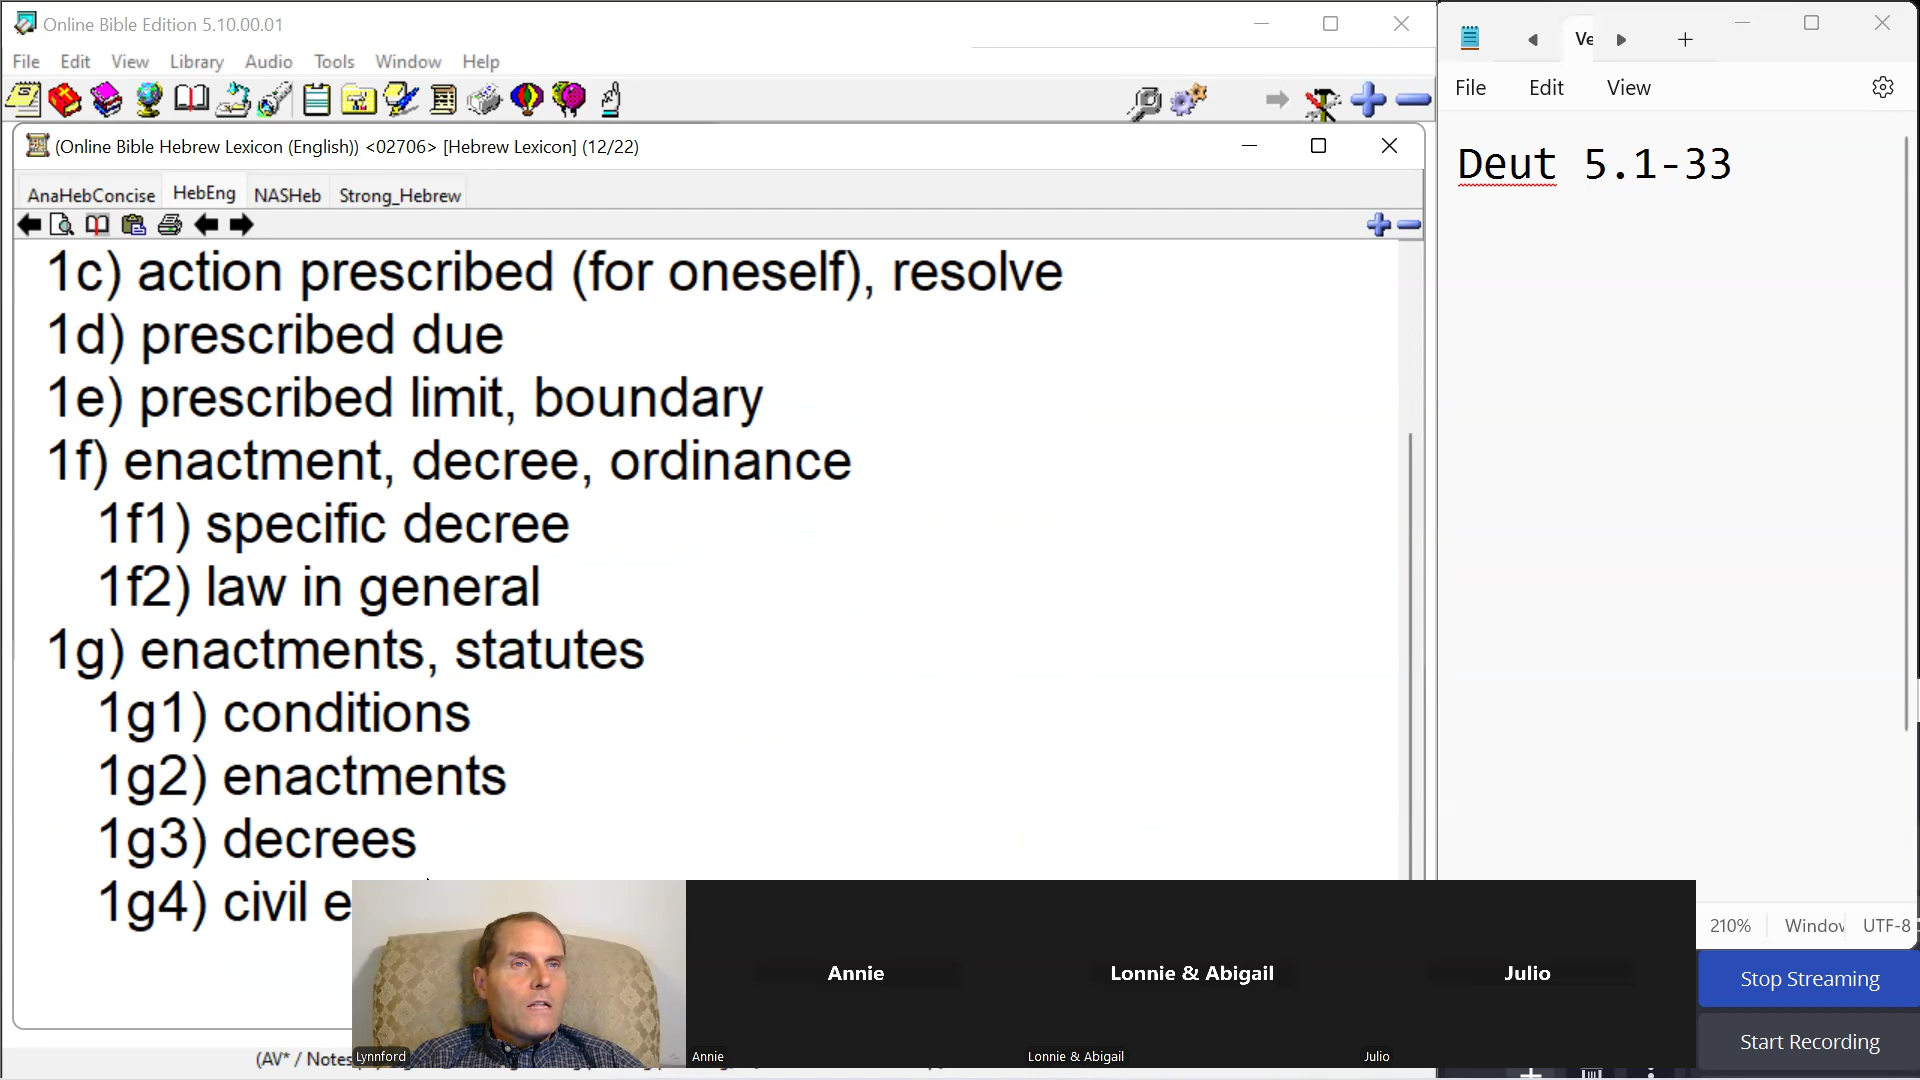 Online Bible Edition 5.10.00.01
File Edit View Library Audio Tools Window Help
(Online Bible Hebrew Lexicon (English)) <02706> [Hebrew Lexicon] (12/22)
AnaHebConcise HebEng NASHeb Strong_Hebrew
1c) action prescribed (for oneself), resolve
1d) prescribed due
1e) prescribed limit, boundary
1f) enactment, decree, ordinance
1f1) specific decree
1f2) law in general
1g) enactments, statutes
1g1) conditions
1g2) enactments
1g3) decrees
1g4) civil e
(AV* / Notes
Ve
File Edit View
Deut 5.1-33
210% Window UTF-8
Stop Streaming
Start Recording
Annie
Lonnie & Abigail
Julio
Lynnford
Annie
Lonnie & Abigail
Julio